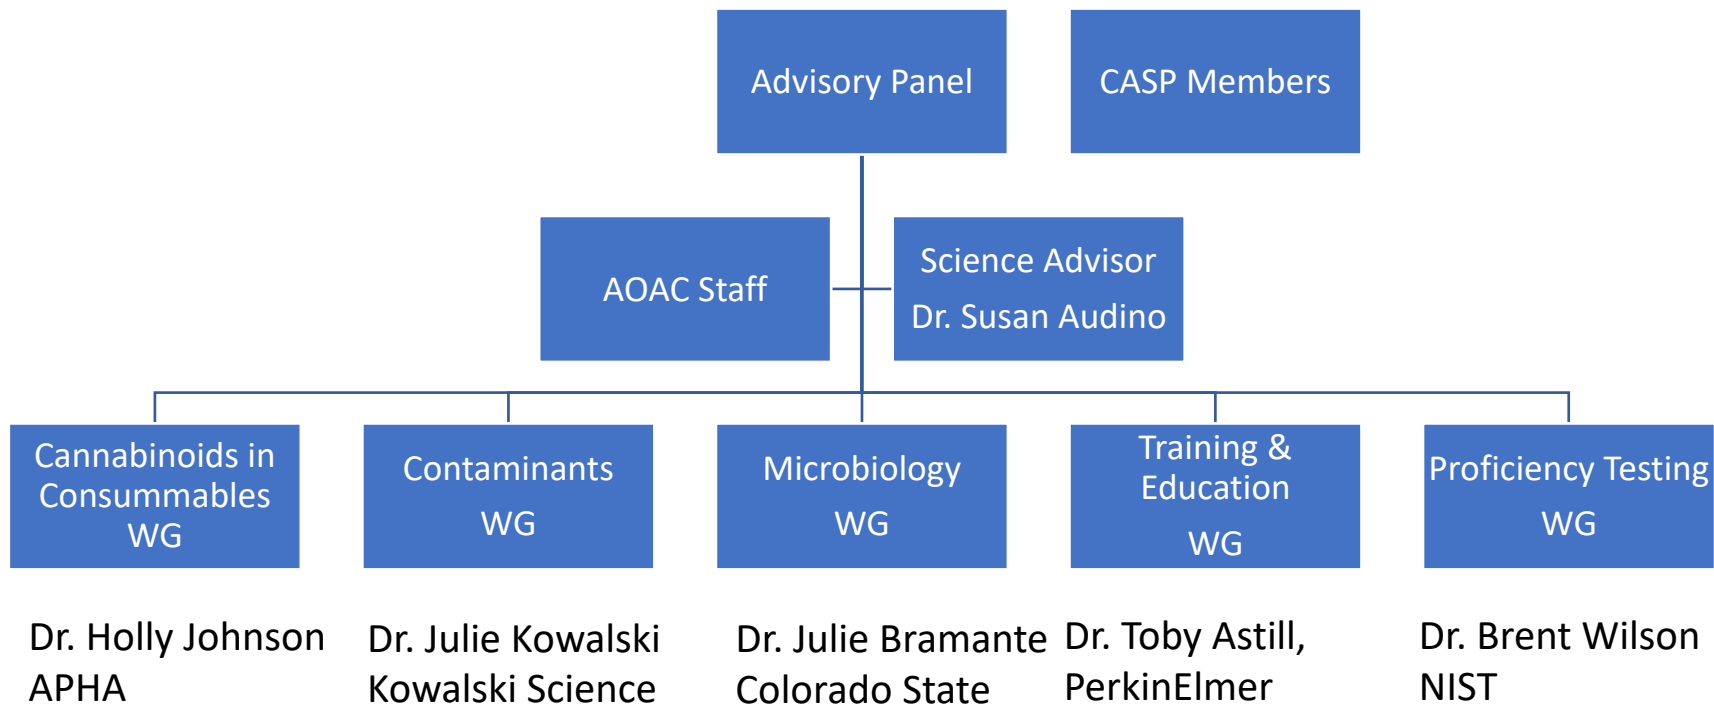 Advisory Panel
CASP Members
AOAC Staff
Science Advisor
Dr. Susan Audino
Cannabinoids in
Consummables
WG
Contaminants
WG
Microbiology
WG
Training &
Education
WG
Proficiency Testing
WG
Dr. Holly Johnson
APHA
Dr. Julie Kowalski
Kowalski Science
Dr. Julie Bramante
Colorado State
Dr. Toby Astill,
PerkinElmer
Dr. Brent Wilson
NIST